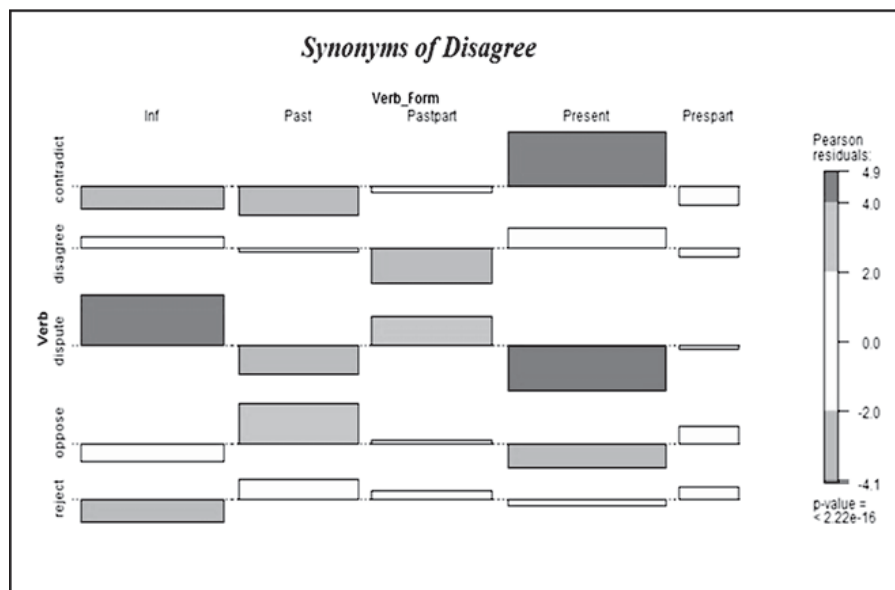 Synonyms of Disagree
Verb_Form
Inf Past Pastpart Present Prespart
Verb
contradict
disagree
dispute
oppose
reject
Pearson
residuals:
4.9
4.0
2.0
0.0
-2.0
-4.1
p-value =
< 2.22e-16